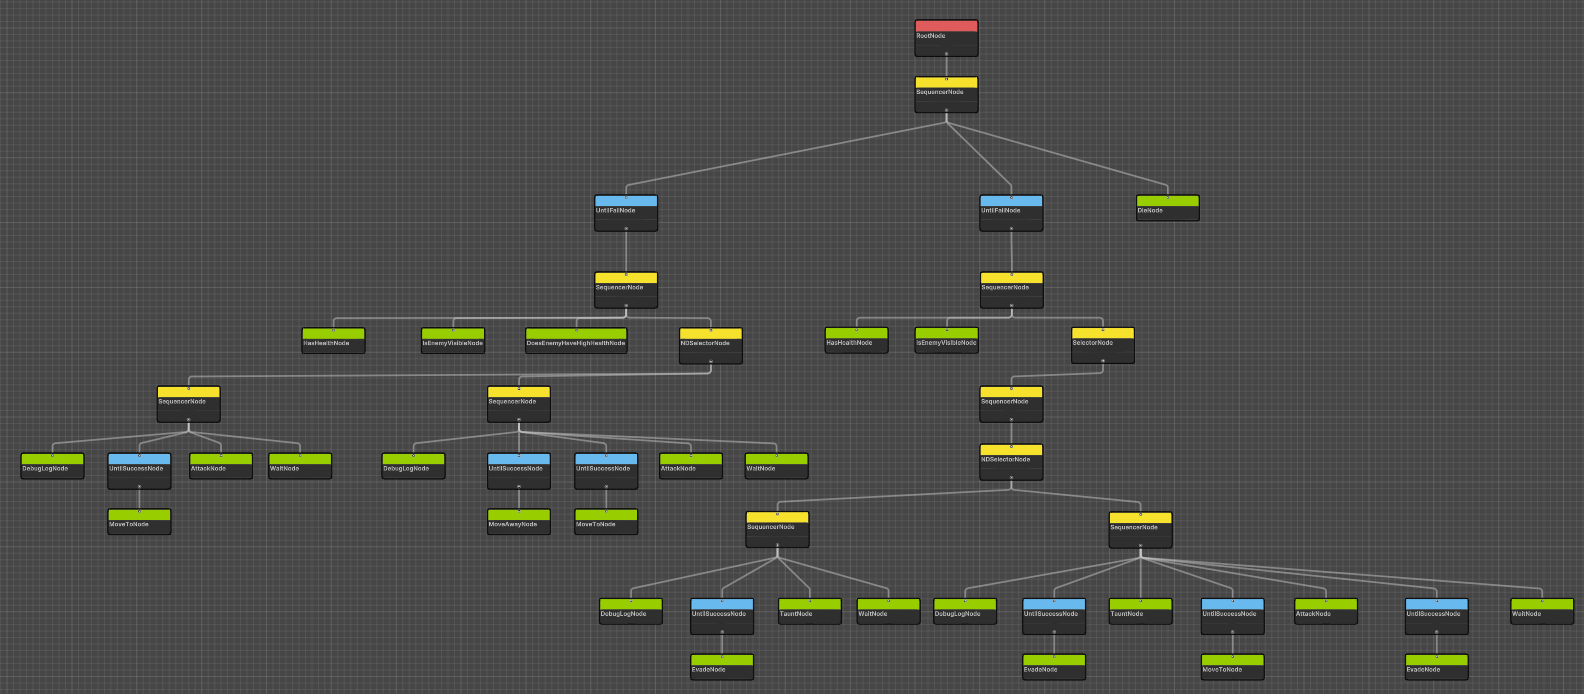 RootNode
SequencerNode
UntilFailNode
UntilFailNode
DieNode
SequencerNode
SequencerNode
HasHealthNode
IsEnemyVisibleNode
DoesEnemyHaveHighHealthNode
NDSelectorNode
HasHealthNode
IsEnemyVisibleNode
SelectorNode
SequencerNode
SequencerNode
SequencerNode
DebugLogNode
UntilSuccessNode
AttackNode
WaitNode
DebugLogNode
UntilSuccessNode
UntilSuccessNode
AttackNode
WaitNode
NDSelectorNode
MoveToNode
MoveAwayNode
MoveToNode
SequencerNode
SequencerNode
DebugLogNode
UntilSuccessNode
TauntNode
WaitNode
DebugLogNode
UntilSuccessNode
TauntNode
UntilSuccessNode
AttackNode
UntilSuccessNode
WaitNode
EvadeNode
EvadeNode
MoveToNode
EvadeNode